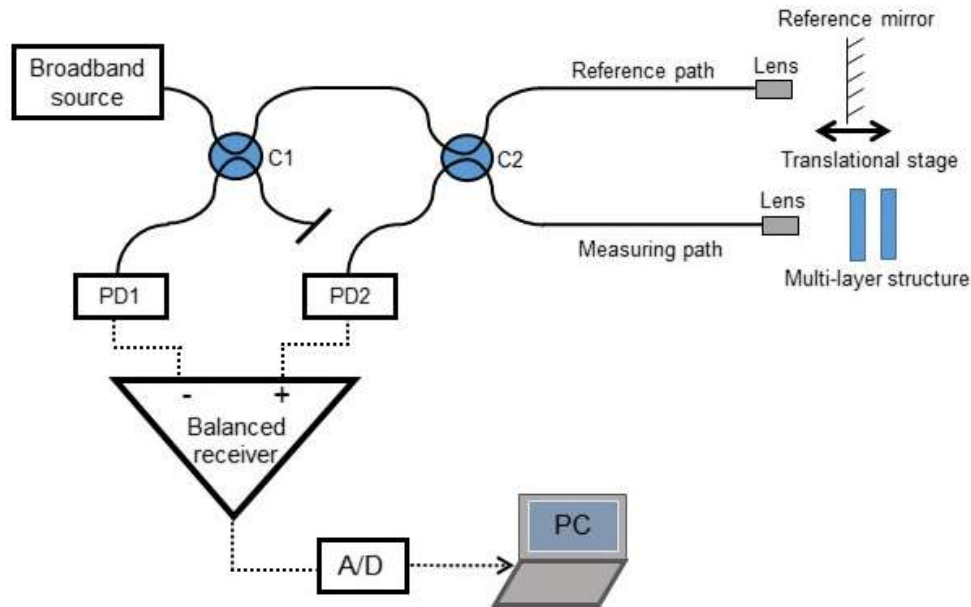 Reference mirror
Broadband
source
Reference path
Lens
C1
C2
Translational stage
Lens
Measuring path
Multi-layer structure
PD1
PD2
- +
Balanced
receiver
A/D
PC